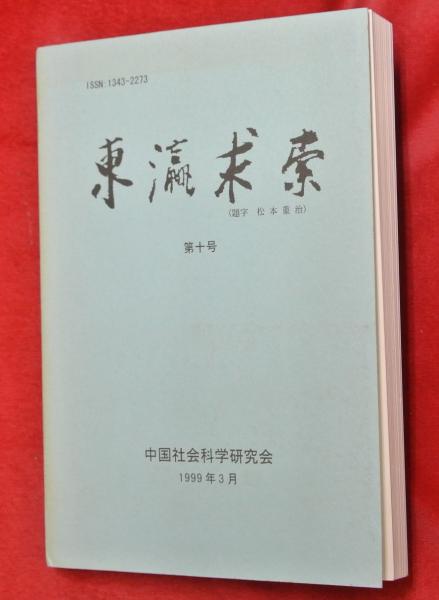 ISSN:1343-2273
東瀛求索
(題字 松本重治)
第十号
中国社会科学研究会
1999年3月